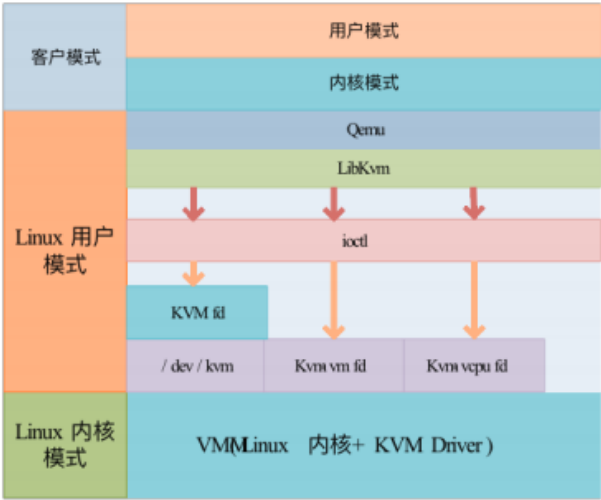 客户模式
用户模式
内核模式
Linux 用户
模式
Qemu
LibKvm
ioctl
KVM fd
/ dev / kvm
Kvm vm fd
Kvm vcpu fd
Linux 内核
模式
VMM(Linux 内核+ KVM Driver )